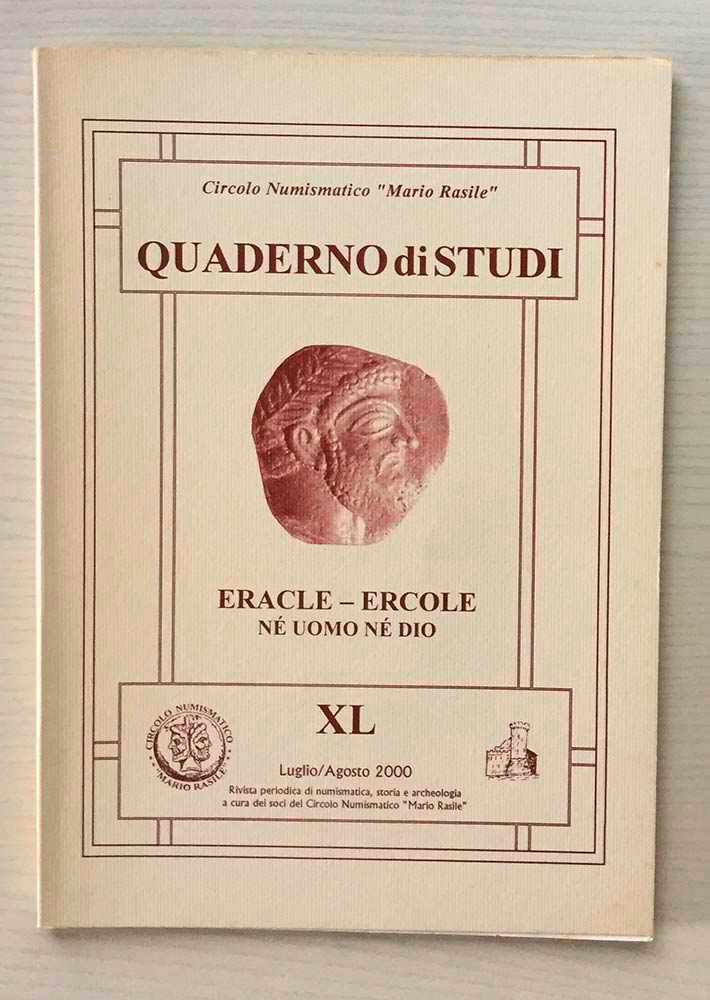 Circolo Numismatico "Mario Rasile"
QUADERNO di STUDI
ERACLE – ERCOLE
NÉ UOMO NÉ DIO
XL
CIRCOLO NUMISMATICO
"MARIO RASILE"
Luglio/Agosto 2000
Rivista periodica di numismatica, storia e archeologia
a cura dei soci del Circolo Numismatico "Mario Rasile"